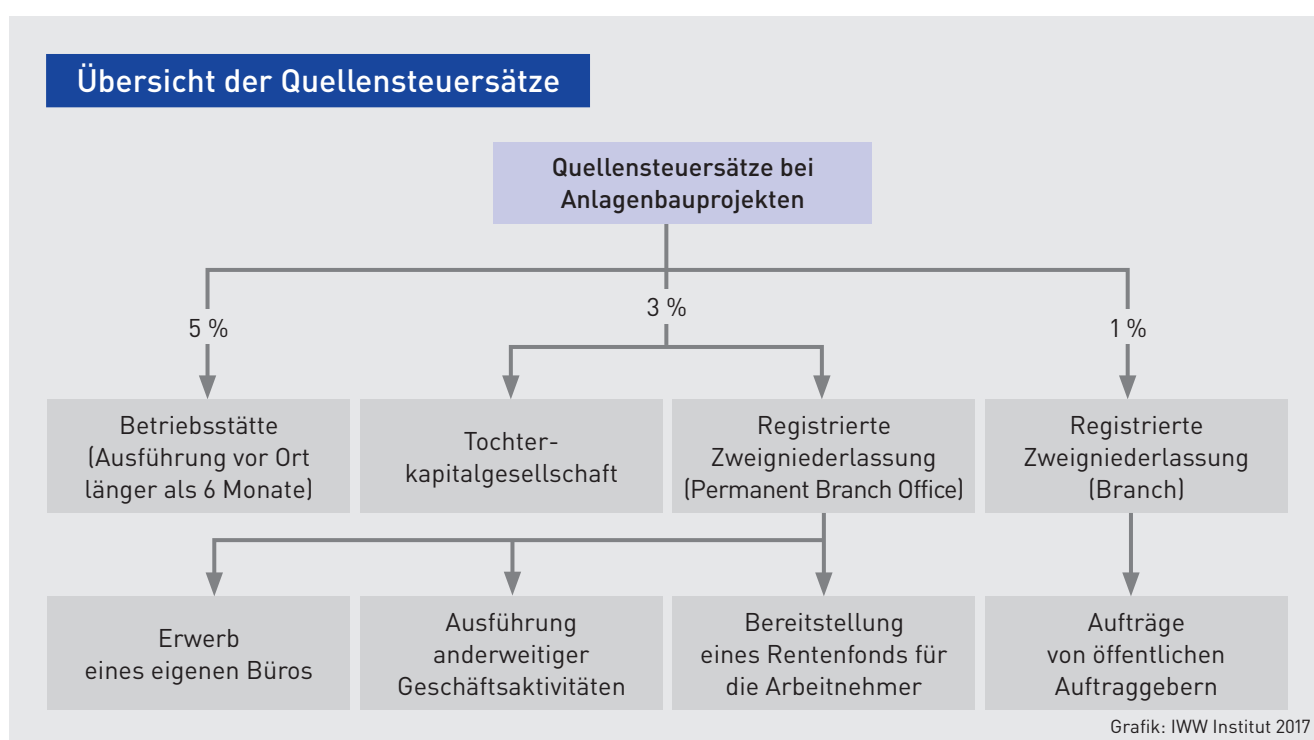 Übersicht der Quellensteuersätze
Quellensteuersätze bei
Anlagenbauprojekten
5 %
3 %
1 %
Betriebsstätte
(Ausführung vor Ort
länger als 6 Monate)
Tochter-
kapitalgesellschaft
Registrierte
Zweigniederlassung
(Permanent Branch Office)
Registrierte
Zweigniederlassung
(Branch)
Erwerb
eines eigenen Büros
Ausführung
anderweitiger
Geschäftsaktivitäten
Bereitstellung
eines Rentenfonds für
die Arbeitnehmer
Aufträge
von öffentlichen
Auftraggebern
Grafik: IWW Institut 2017